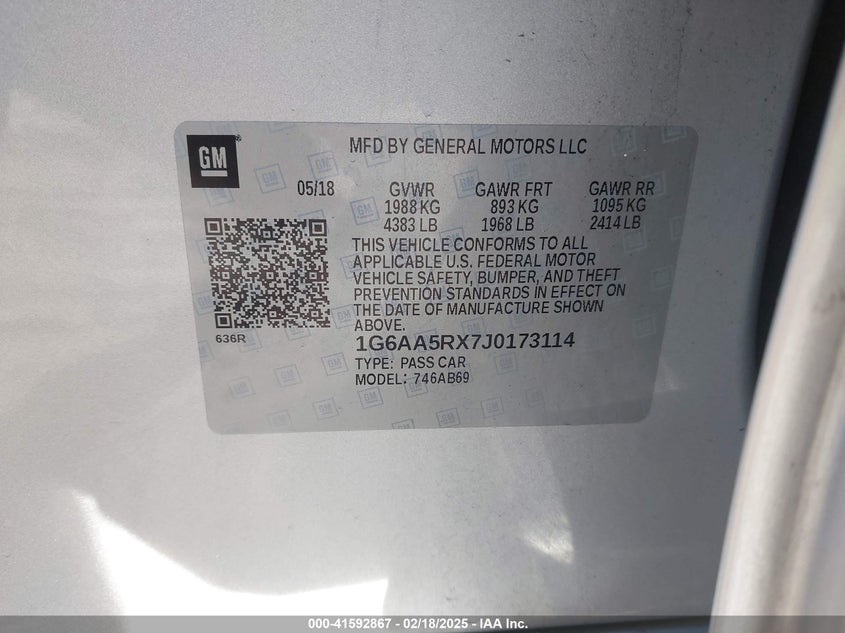 GM
MFD BY GENERAL MOTORS LLC
05/18 GVWR GAWR FRT GAWR RR
1988 KG 893 KG 1095 KG
4383 LB 1968 LB 2414 LB
THIS VEHICLE CONFORMS TO ALL
APPLICABLE U.S. FEDERAL MOTOR
VEHICLE SAFETY, BUMPER, AND THEFT
PREVENTION STANDARDS IN EFFECT ON
THE DATE OF MANUFACTURE SHOWN
ABOVE.
636R
1G6AA5RX7J0173114
TYPE: PASS CAR
MODEL: 746AB69
000-41592867 - 02/18/2025 - IAA Inc.